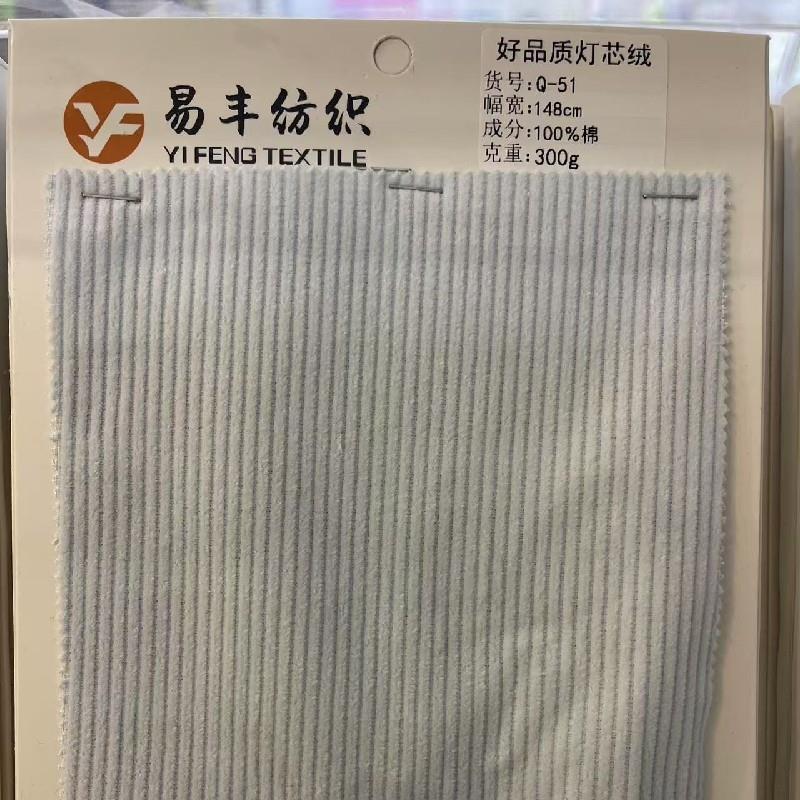 YF
易丰纺织
YI FENG TEXTILE
好品质灯芯绒
货号:Q-51
幅宽:148cm
成分:100%棉
克重:300g